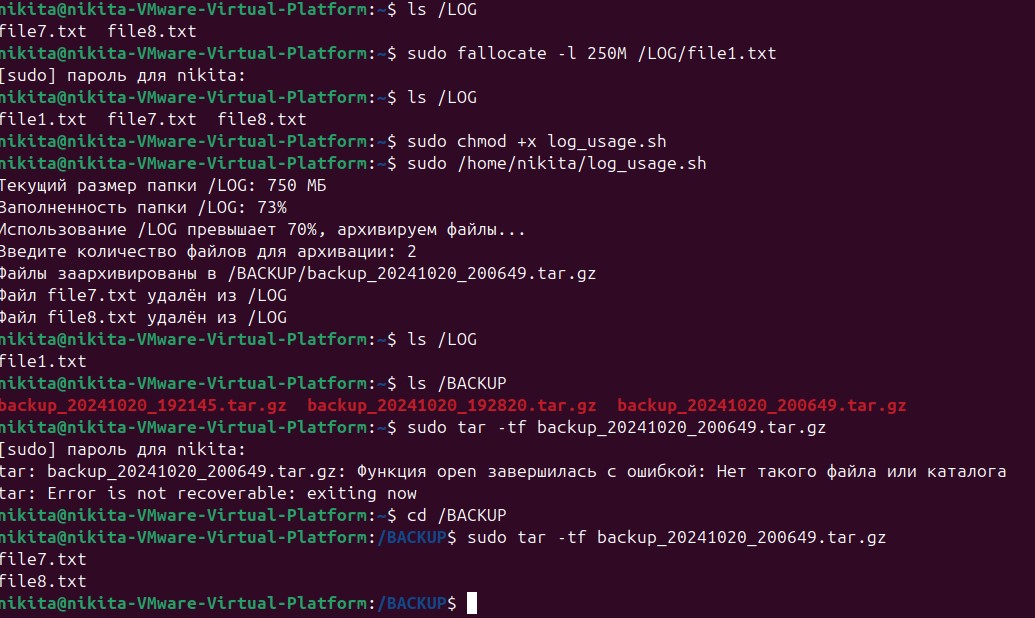 nikita@nikita-VMware-Virtual-Platform:~$ ls /LOG
file7.txt  file8.txt
nikita@nikita-VMware-Virtual-Platform:~$ sudo fallocate -l 250M /LOG/file1.txt
[sudo] пароль для nikita:
nikita@nikita-VMware-Virtual-Platform:~$ ls /LOG
file1.txt  file7.txt  file8.txt
nikita@nikita-VMware-Virtual-Platform:~$ sudo chmod +x log_usage.sh
nikita@nikita-VMware-Virtual-Platform:~$ sudo /home/nikita/log_usage.sh
Текущий размер папки /LOG: 750 МБ
Заполненность папки /LOG: 73%
Использование /LOG превышает 70%, архивируем файлы...
Введите количество файлов для архивации: 2
Файлы заархивированы в /BACKUP/backup_20241020_200649.tar.gz
Файл file7.txt удалён из /LOG
Файл file8.txt удалён из /LOG
nikita@nikita-VMware-Virtual-Platform:~$ ls /LOG
file1.txt
nikita@nikita-VMware-Virtual-Platform:~$ ls /BACKUP
backup_20241020_192145.tar.gz  backup_20241020_192820.tar.gz  backup_20241020_200649.tar.gz
nikita@nikita-VMware-Virtual-Platform:~$ sudo tar -tf backup_20241020_200649.tar.gz
[sudo] пароль для nikita:
tar: backup_20241020_200649.tar.gz: Функция open завершилась с ошибкой: Нет такого файла или каталога
tar: Error is not recoverable: exiting now
nikita@nikita-VMware-Virtual-Platform:~$ cd /BACKUP
nikita@nikita-VMware-Virtual-Platform:/BACKUP$ sudo tar -tf backup_20241020_200649.tar.gz
file7.txt
file8.txt
nikita@nikita-VMware-Virtual-Platform:/BACKUP$